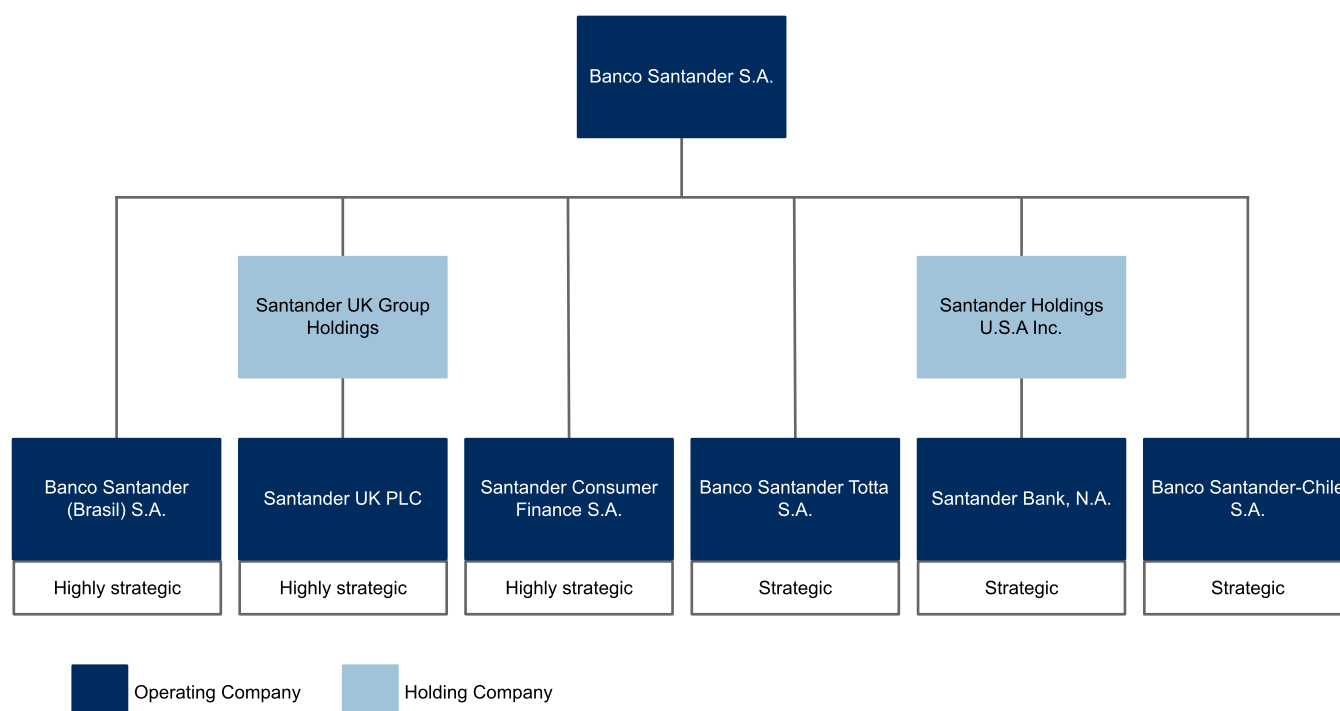 Banco Santander S.A.
Santander UK Group
Holdings
Santander Holdings
U.S.A Inc.
Banco Santander
(Brasil) S.A.
Santander UK PLC
Santander Consumer
Finance S.A.
Banco Santander Totta
S.A.
Santander Bank, N.A.
Banco Santander-Chile
S.A.
Highly strategic
Highly strategic
Highly strategic
Strategic
Strategic
Strategic
Operating Company
Holding Company